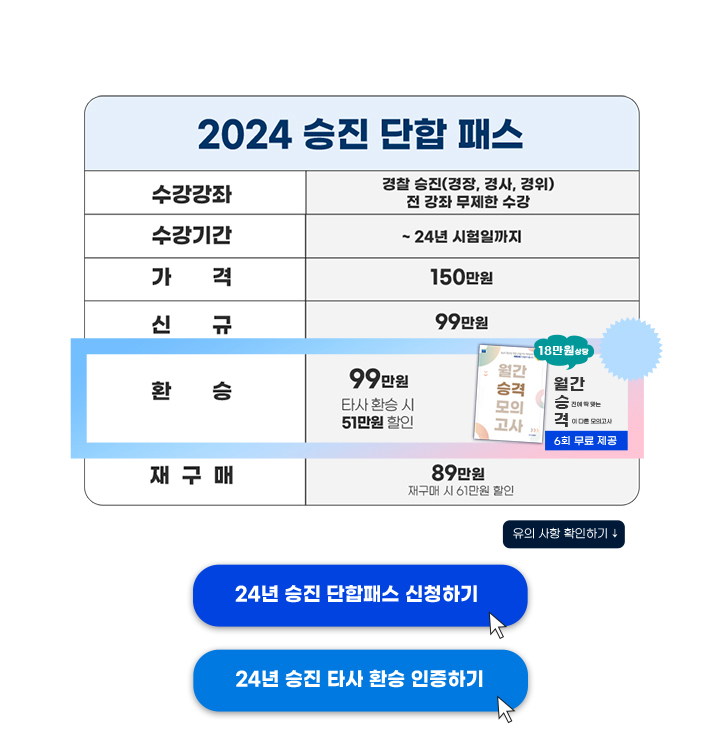 2024 승진 단합 패스
수강강좌
경찰 승진(경장, 경사, 경위)
전 강좌 무제한 수강
수강기간
~ 24년 시험일까지
가 격
150만원
신 규
99만원
환 승
99만원
타사 환승 시
51만원 할인
월간
승격
모의
고사
18만원상당
월간
승진에 딱 맞는
격이 다른 모의고사
6회 무료 제공
재 구 매
89만원
재구매 시 61만원 할인
유의 사항 확인하기 ↓
24년 승진 단합패스 신청하기
24년 승진 타사 환승 인증하기